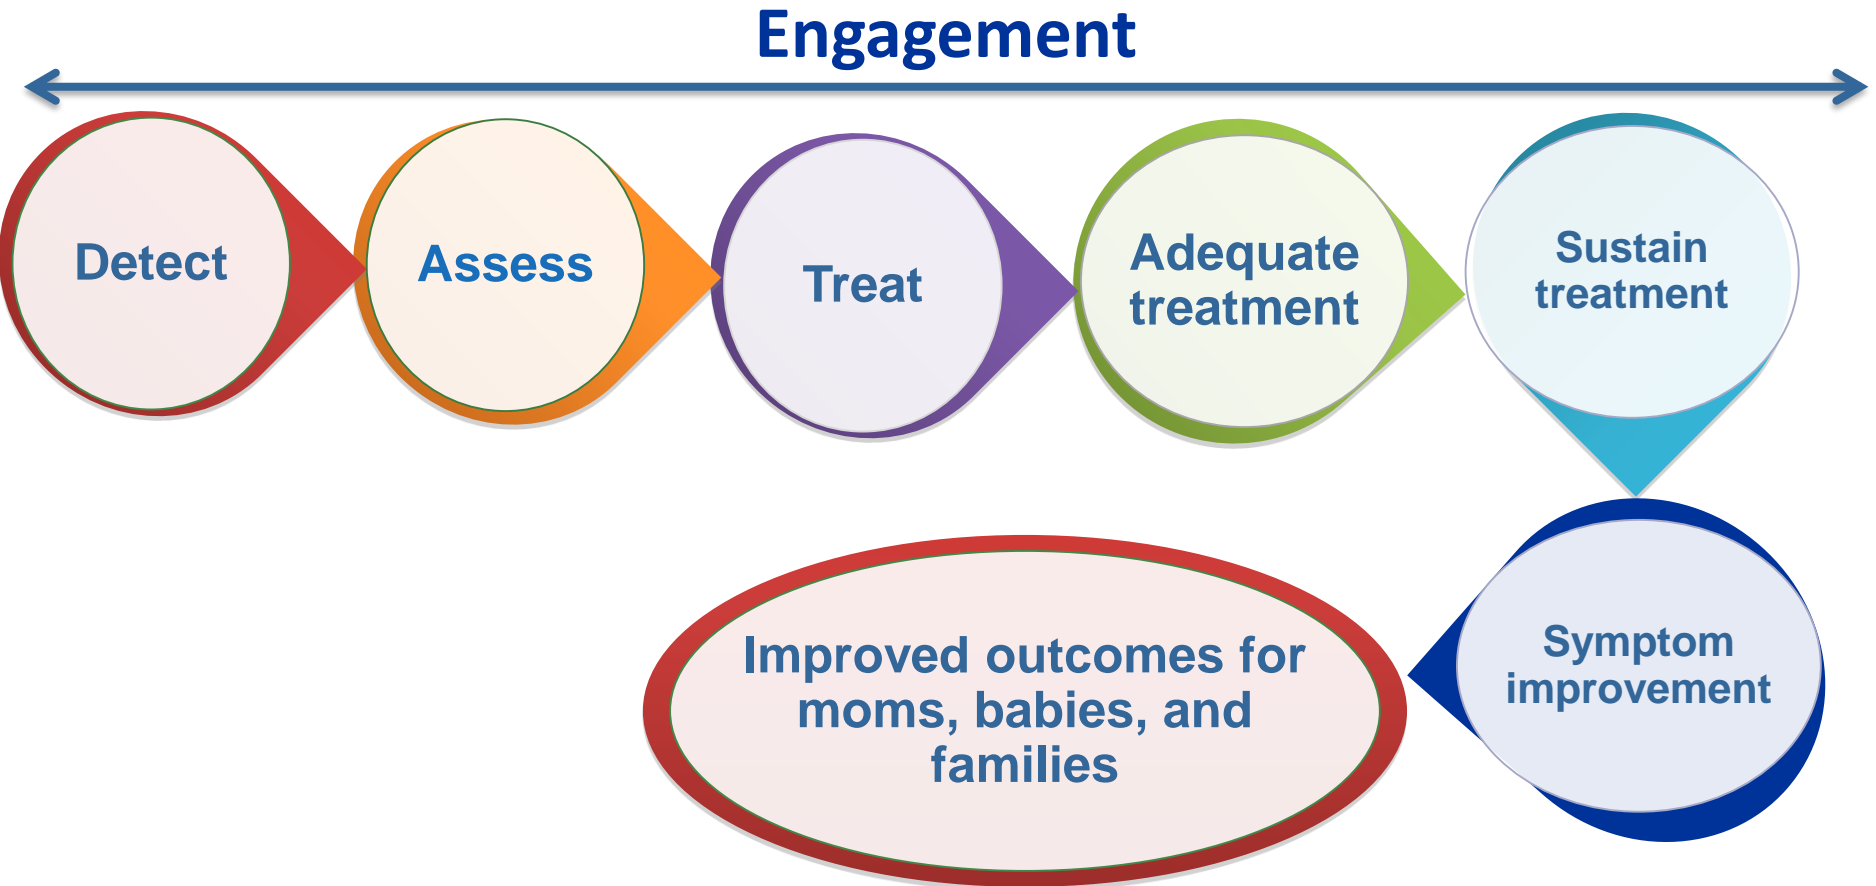 Engagement
Detect
Assess
Treat
Adequate
treatment
Sustain
treatment
Symptom
improvement
Improved outcomes for
moms, babies, and
families